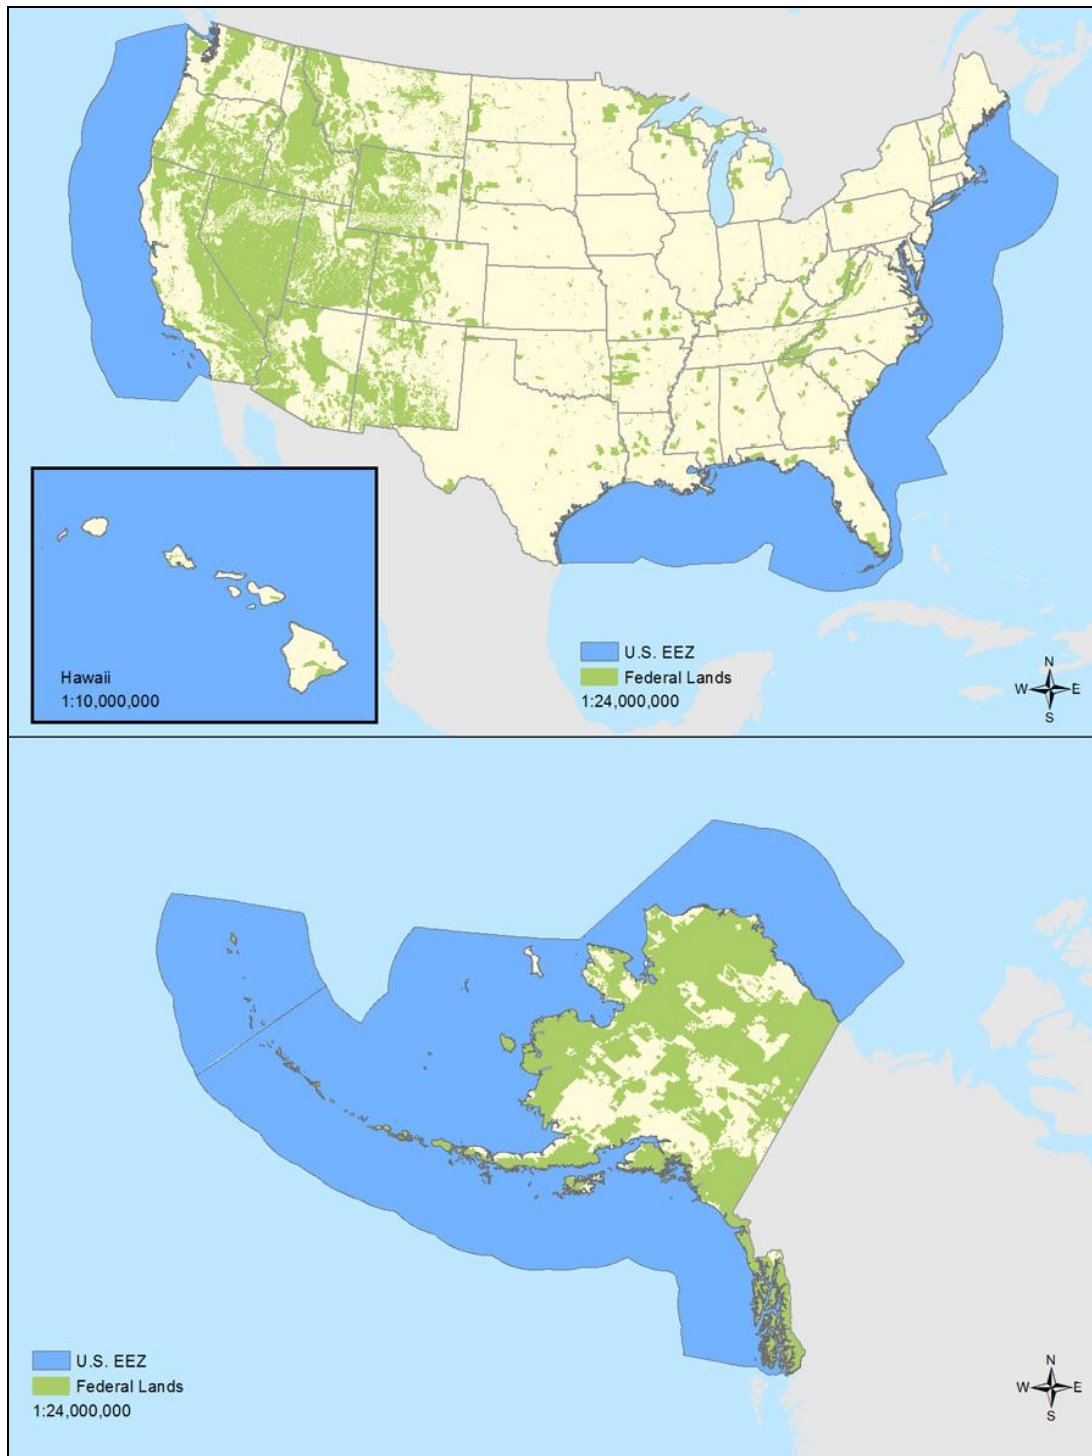 Hawaii
1:10,000,000
U.S. EEZ
Federal Lands
1:24,000,000
N
W E
S
U.S. EEZ
Federal Lands
1:24,000,000
N
W E
S